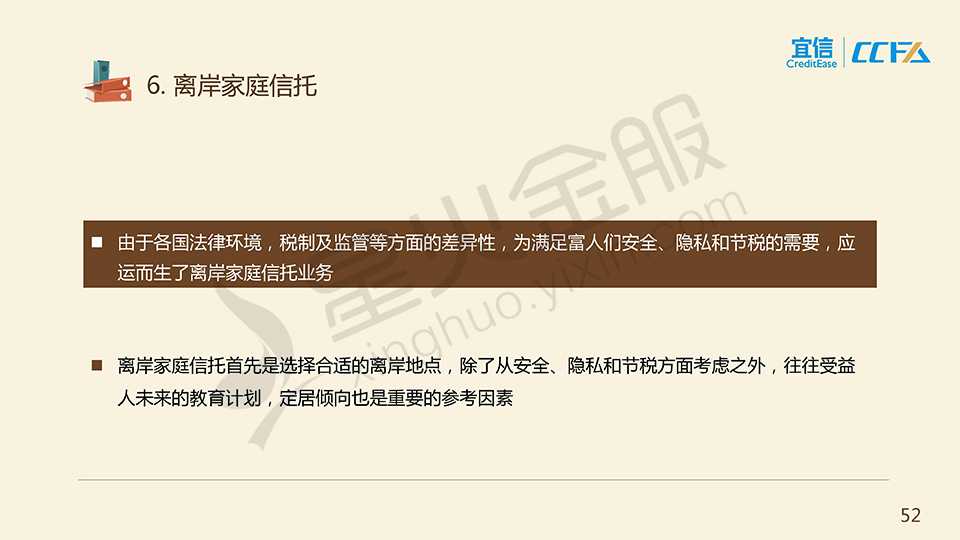 宜信
CreditEase
CCFA
6. 离岸家庭信托
由于各国法律环境，税制及监管等方面的差异性，为满足富人们安全、隐私和节税的需要，应
运而生了离岸家庭信托业务
离岸家庭信托首先是选择合适的离岸地点，除了从安全、隐私和节税方面考虑之外，往往受益
人未来的教育计划，定居倾向也是重要的参考因素
星火金服
xinghuo.yixin.com
52